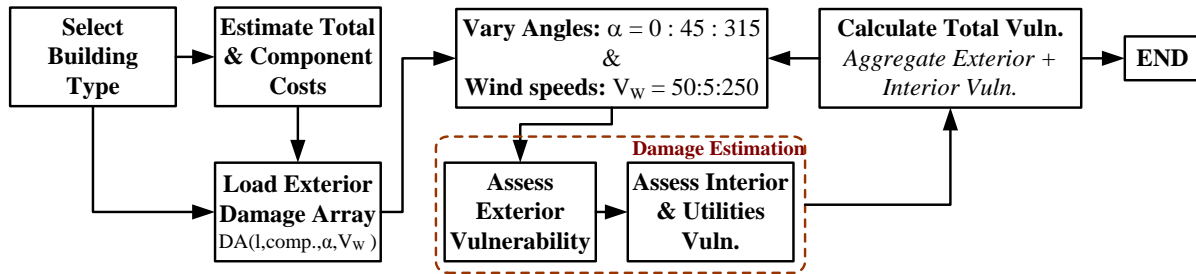 Select
Building
Type
Estimate Total
& Component
Costs
Load Exterior
Damage Array
DA(l,comp.,α,VW )
Vary Angles: α = 0 : 45 : 315
&
Wind speeds: VW = 50:5:250
Damage Estimation
Assess
Exterior
Vulnerability
Assess Interior
& Utilities
Vuln.
Calculate Total Vuln.
Aggregate Exterior +
Interior Vuln.
END